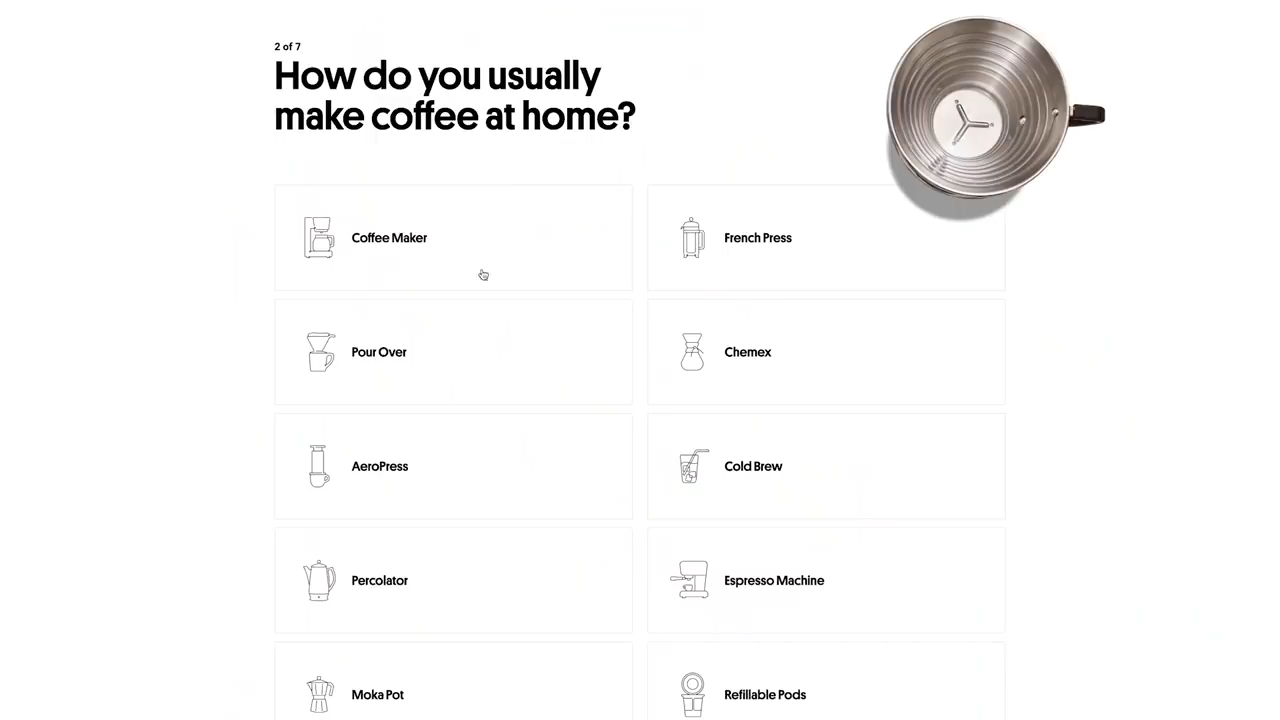 2 of 7
How do you usually
make coffee at home?
Coffee Maker
French Press
Pour Over
Chemex
AeroPress
Cold Brew
Percolator
Espresso Machine
Moka Pot
Refillable Pods